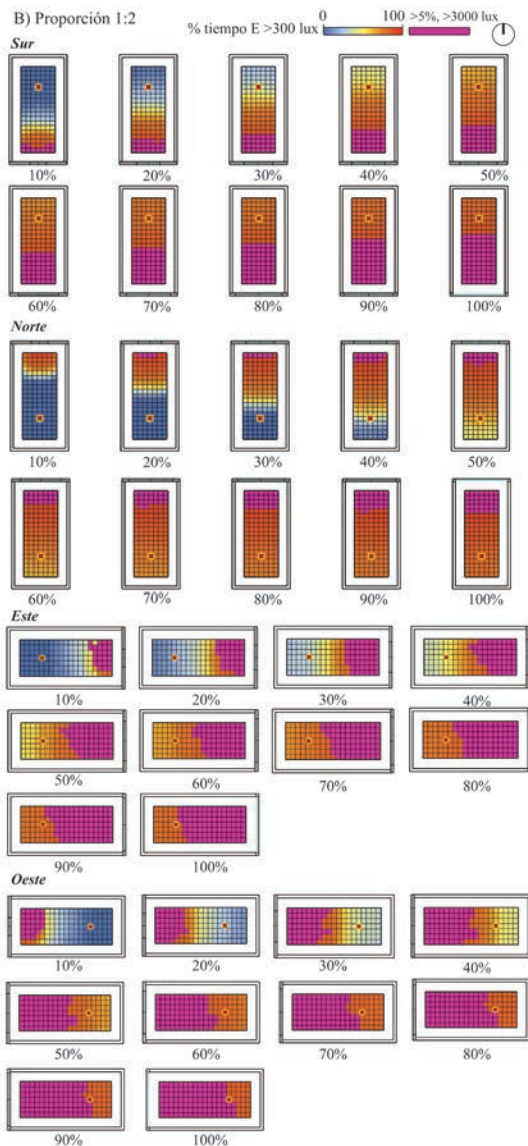 B) Proporción 1:2
% tiempo E >300 lux
0 100 >5%, >3000 lux
Sur
10% 20% 30% 40% 50%
60% 70% 80% 90% 100%
Norte
10% 20% 30% 40% 50%
60% 70% 80% 90% 100%
Este
10% 20% 30% 40%
50% 60% 70% 80%
90% 100%
Oeste
10% 20% 30% 40%
50% 60% 70% 80%
90% 100%